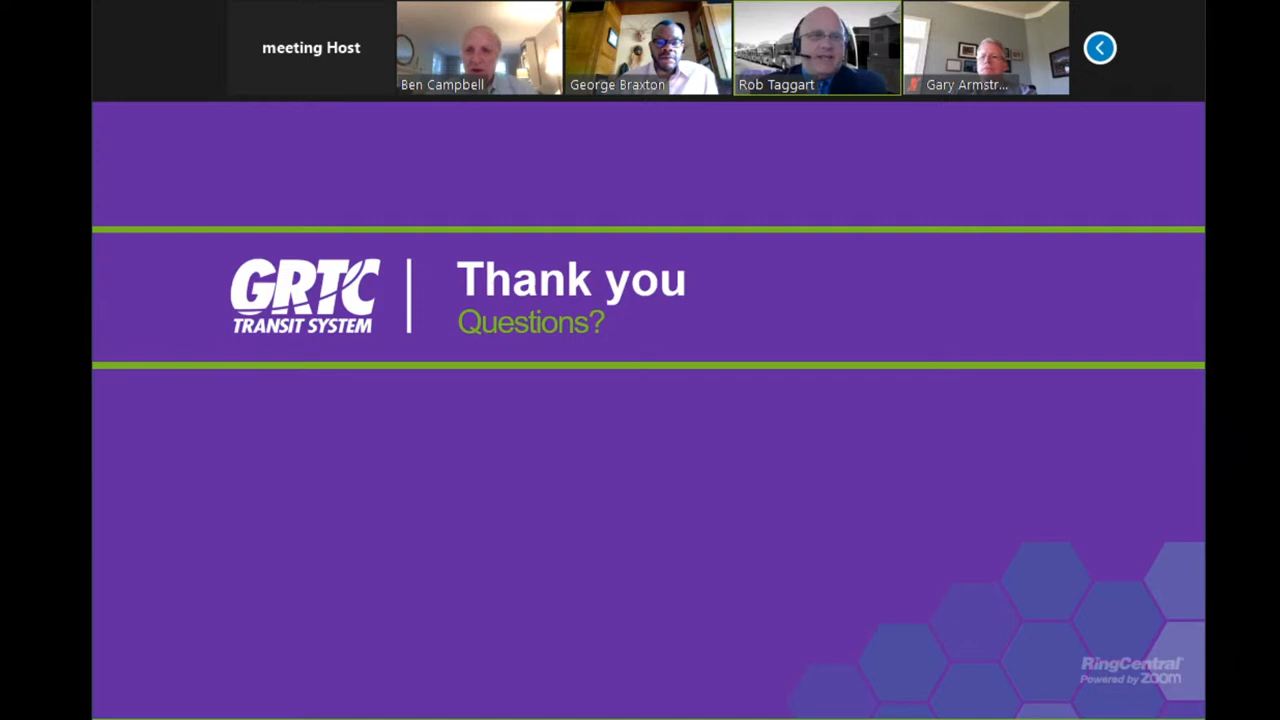 meeting Host
Ben Campbell
George Braxton
Rob Taggart
Gary Armstr...
GRTC
TRANSIT SYSTEM
Thank you
Questions?
RingCentral
Powered by zoom